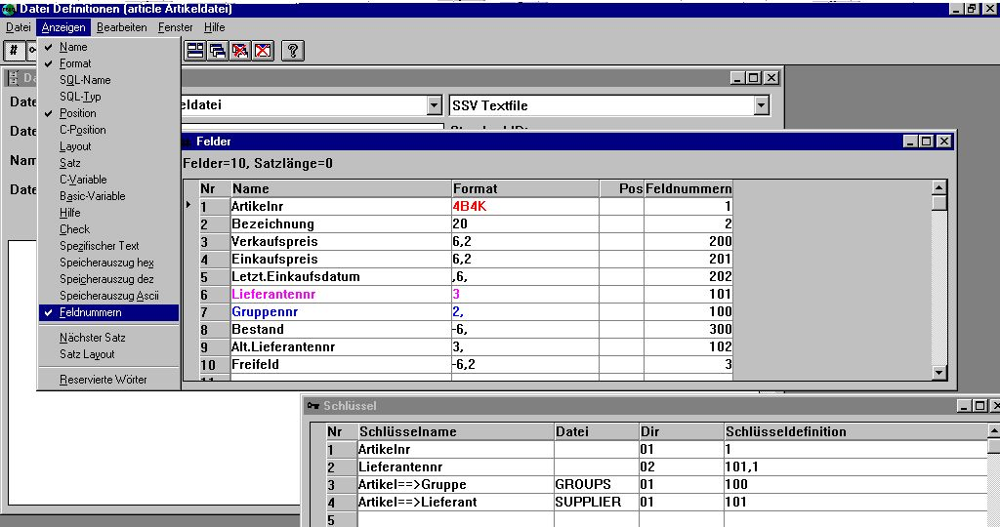 Datei Definitionen (article Artikeldatei)
Datei Anzeigen Bearbeiten Fenster Hilfe
#
?
Name
Format
SQL-Name
SQL-Typ
Position
C-Position
Layout
Satz
C-Variable
Basic-Variable
Hilfe
Check
Spezifischer Text
Speicherauszug hex
Speicherauszug dez
Speicherauszug Ascii
Feldnummern
Nächster Satz
Satz Layout
Reservierte Wörter
Da
Date
eldatei
SSV Textfile
Date
Nam
Date
Felder
Felder=10, Satzlänge=0
Nr Name Format Pos Feldnummern
1 Artikelnr 4B4K 1
2 Bezeichnung 20 2
3 Verkaufspreis 6,2 200
4 Einkaufspreis 6,2 201
5 Letzt.Einkaufsdatum ,6, 202
6 Lieferantennr 3 101
7 Gruppennr 2, 100
8 Bestand -6, 300
9 Alt.Lieferantennr 3, 102
10 Freifeld -6,2 3
Schlüssel
Nr Schlüsselname Datei Dir Schlüsseldefinition
1 Artikelnr 01 1
2 Lieferantennr 02 101,1
3 Artikel==>Gruppe GROUPS 01 100
4 Artikel==>Lieferant SUPPLIER 01 101
5